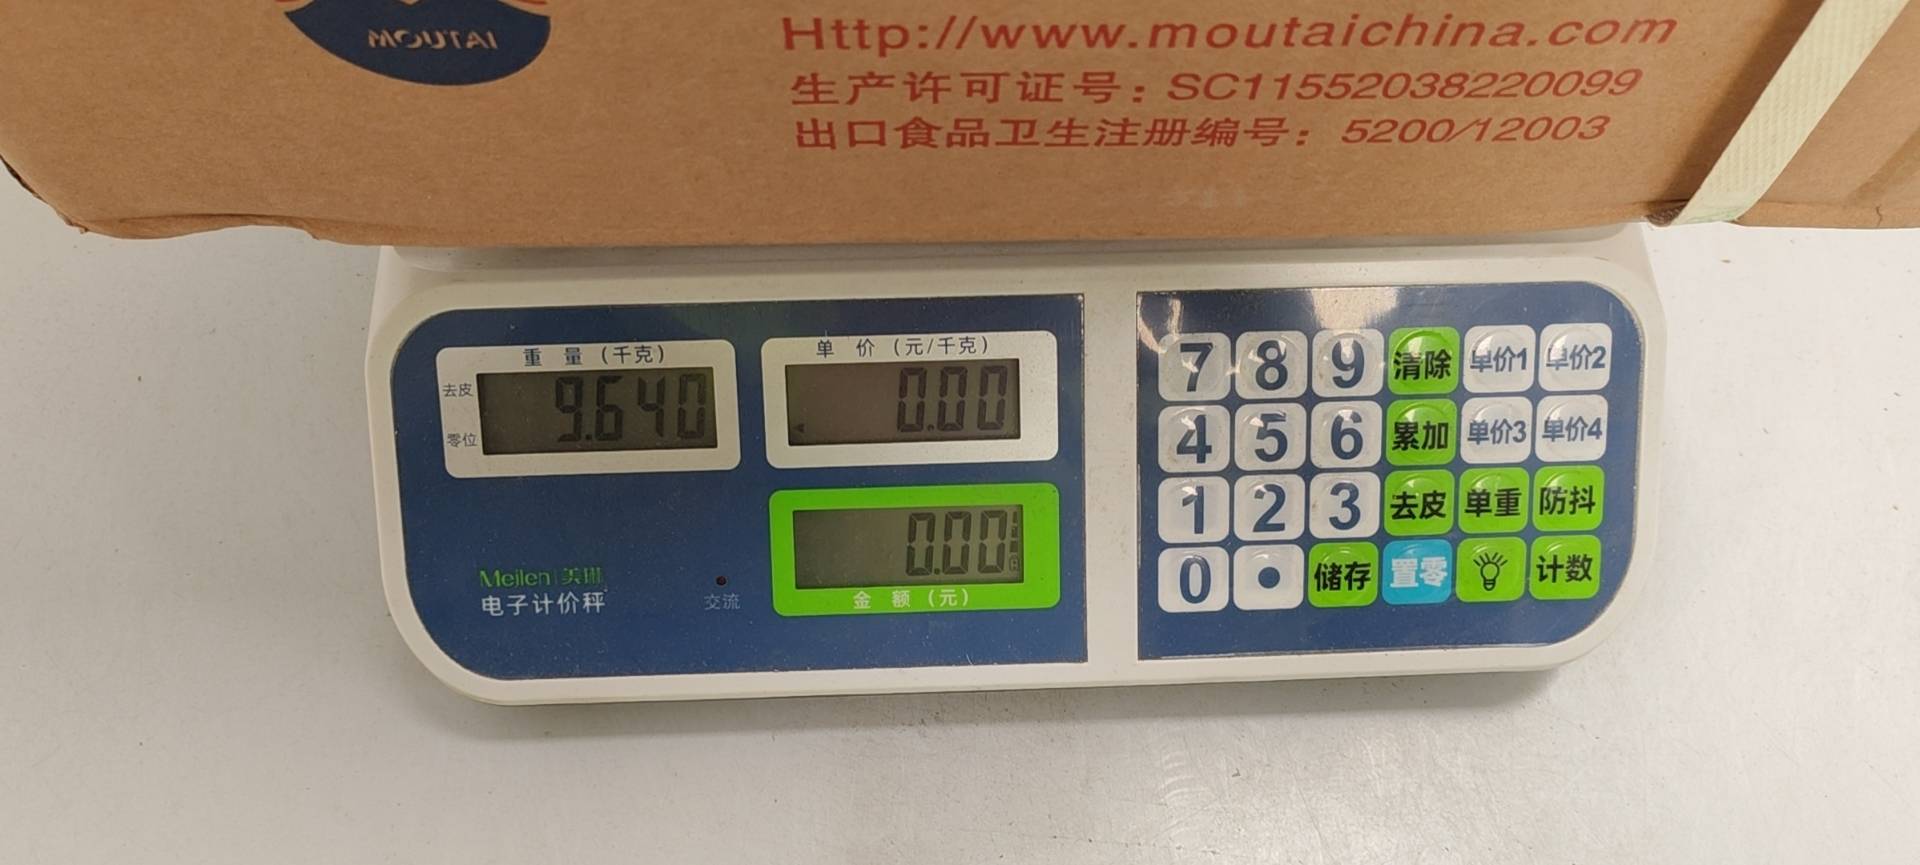 MOUTAI
Http://www.moutaichina.com
生产许可证号：SC11552038220099
出口食品卫生注册编号：5200/12003
重 量 (千克)
去皮
零位
9.640
单 价 (元/千克)
0.00
0.00
金 额 (元)
Meilen 美琳
电子计价秤
交流
7 8 9 清除 单价1 单价2
4 5 6 累加 单价3 单价4
1 2 3 去皮 单重 防抖
0 . 储存 置零 计数